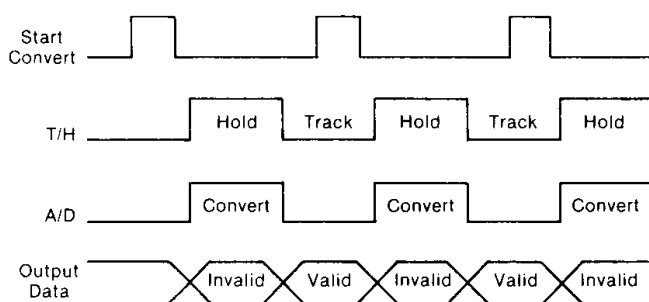 Start
Convert
T/H
Hold Track Hold Track Hold
A/D
Convert Convert Convert
Output
Data
Invalid Valid Invalid Valid Invalid